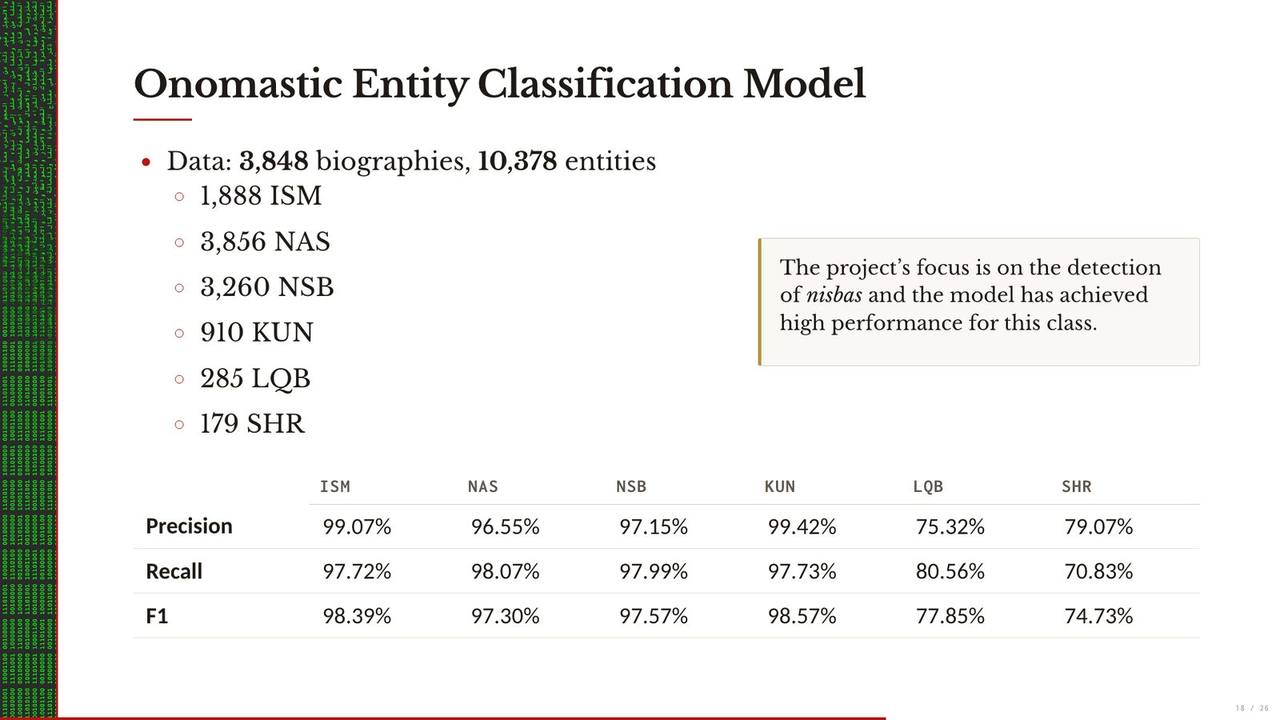 Onomastic Entity Classification Model
• Data: 3,848 biographies, 10,378 entities
○ 1,888 ISM
○ 3,856 NAS
○ 3,260 NSB
○ 910 KUN
○ 285 LQB
○ 179 SHR
The project’s focus is on the detection
of nisbas and the model has achieved
high performance for this class.
ISM NAS NSB KUN LQB SHR
Precision 99.07% 96.55% 97.15% 99.42% 75.32% 79.07%
Recall 97.72% 98.07% 97.99% 97.73% 80.56% 70.83%
F1 98.39% 97.30% 97.57% 98.57% 77.85% 74.73%
18 / 26